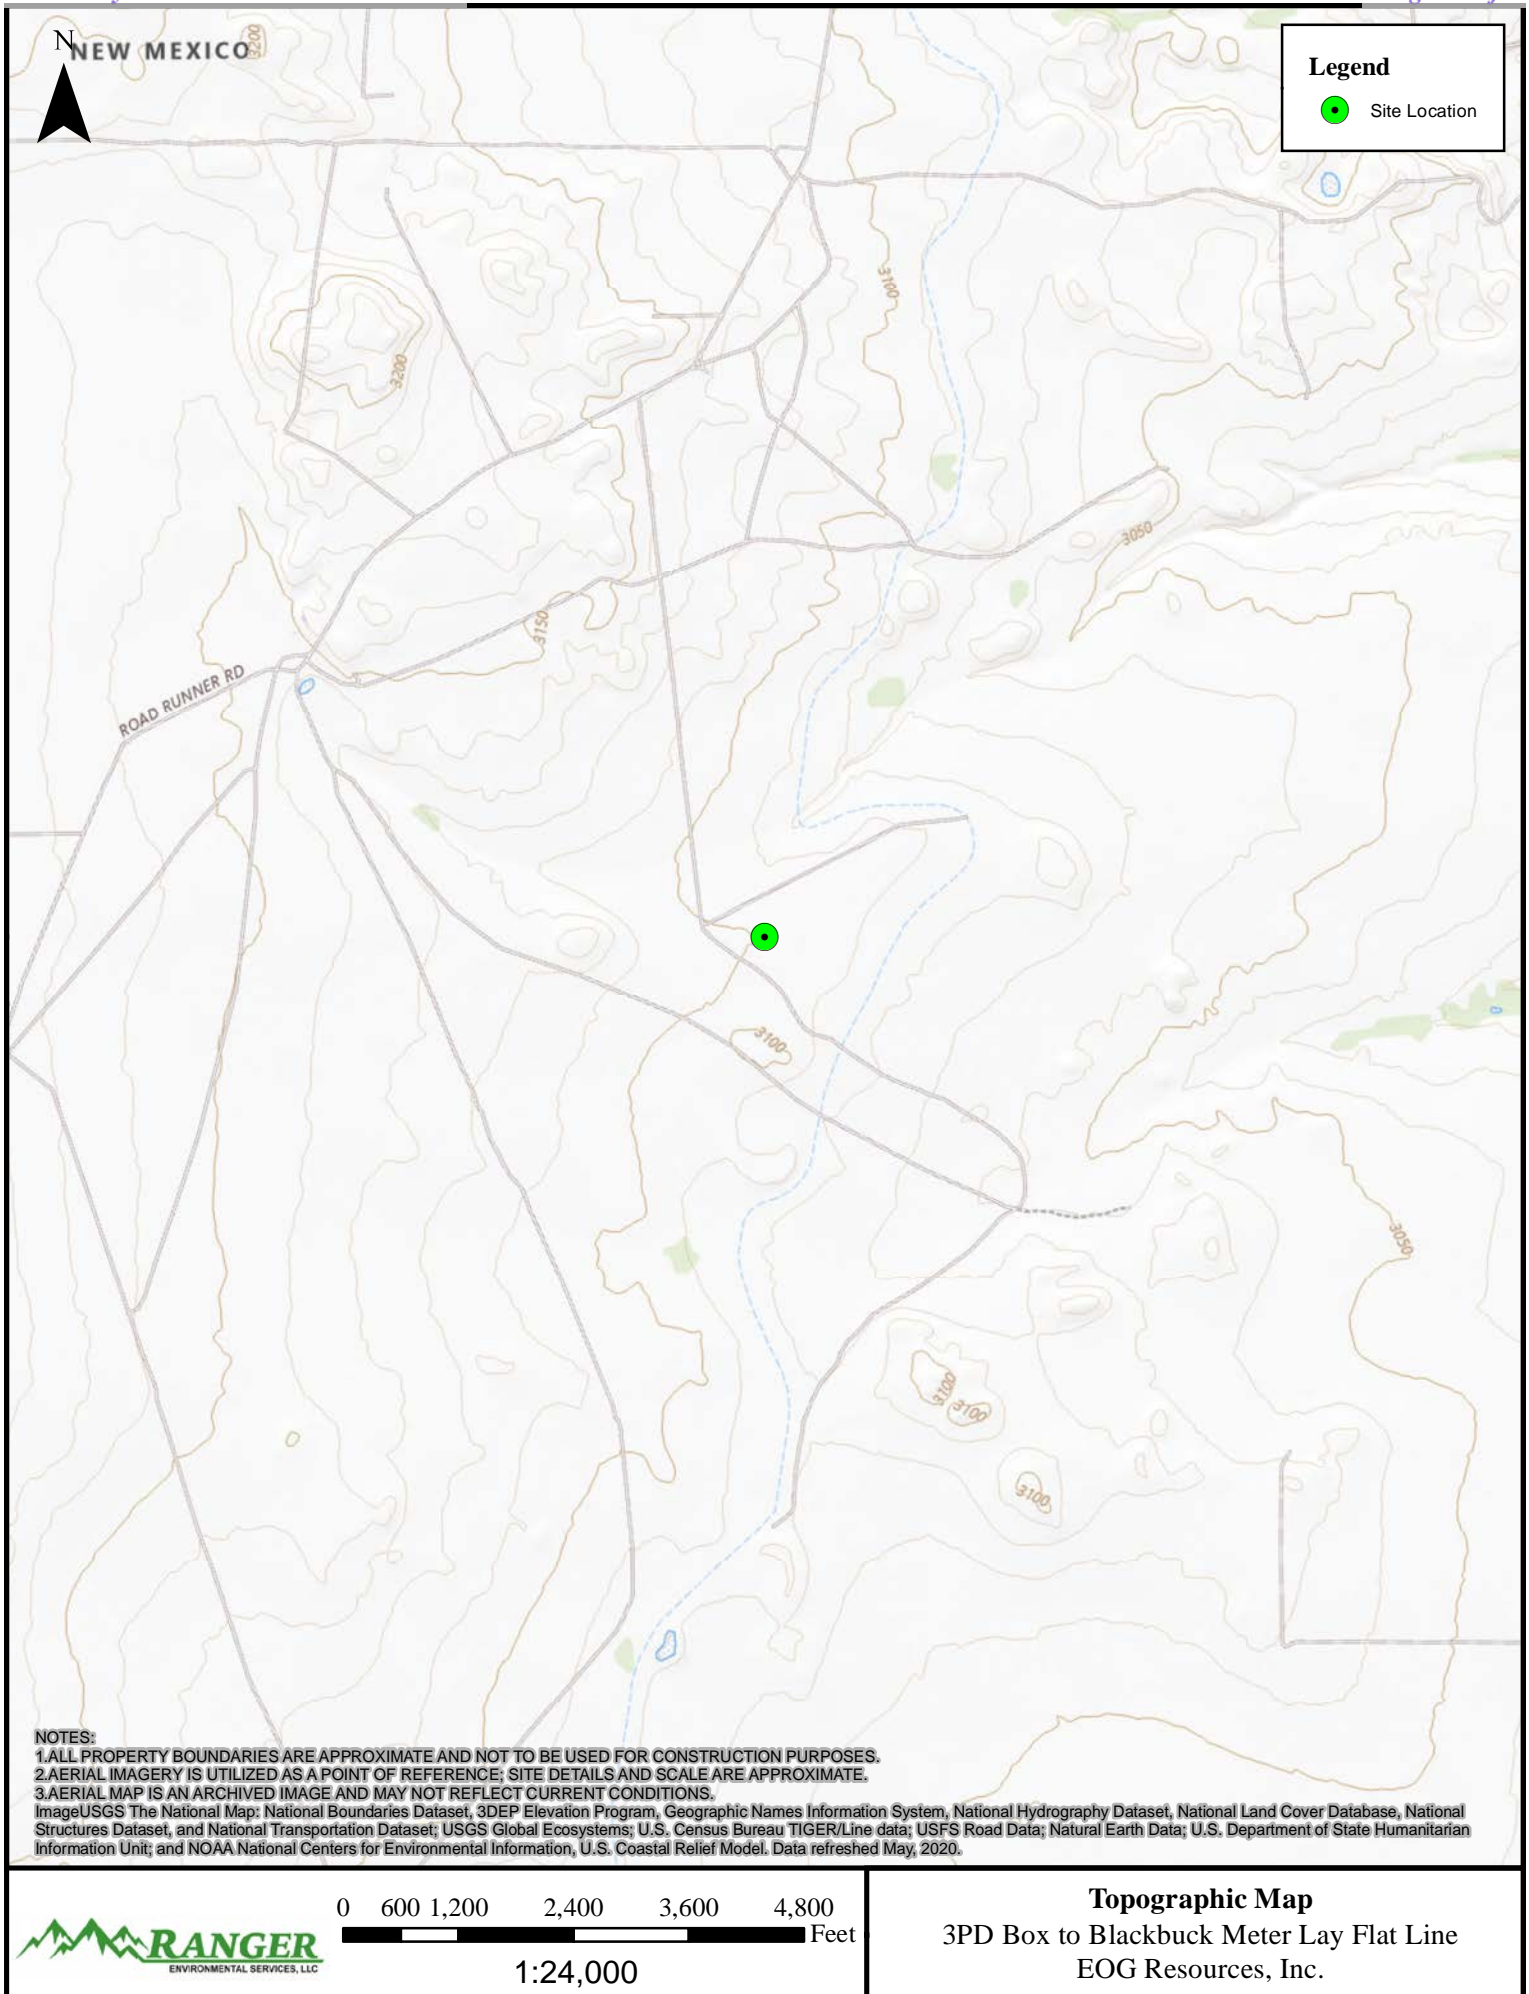 N
NEW MEXICO
3200
Legend
Site Location
3100
3200
3050
3150
ROAD RUNNER RD
3100
3050
3100
3100
3100
NOTES:
1.ALL PROPERTY BOUNDARIES ARE APPROXIMATE AND NOT TO BE USED FOR CONSTRUCTION PURPOSES.
2.AERIAL IMAGERY IS UTILIZED AS A POINT OF REFERENCE; SITE DETAILS AND SCALE ARE APPROXIMATE.
3.AERIAL MAP IS AN ARCHIVED IMAGE AND MAY NOT REFLECT CURRENT CONDITIONS.
ImageUSGS The National Map: National Boundaries Dataset, 3DEP Elevation Program, Geographic Names Information System, National Hydrography Dataset, National Land Cover Database, National
Structures Dataset, and National Transportation Dataset; USGS Global Ecosystems; U.S. Census Bureau TIGER/Line data; USFS Road Data; Natural Earth Data; U.S. Department of State Humanitarian
Information Unit; and NOAA National Centers for Environmental Information, U.S. Coastal Relief Model. Data refreshed May, 2020.
RANGER
ENVIRONMENTAL SERVICES, LLC
0 600 1,200 2,400 3,600 4,800
Feet
1:24,000
Topographic Map
3PD Box to Blackbuck Meter Lay Flat Line
EOG Resources, Inc.